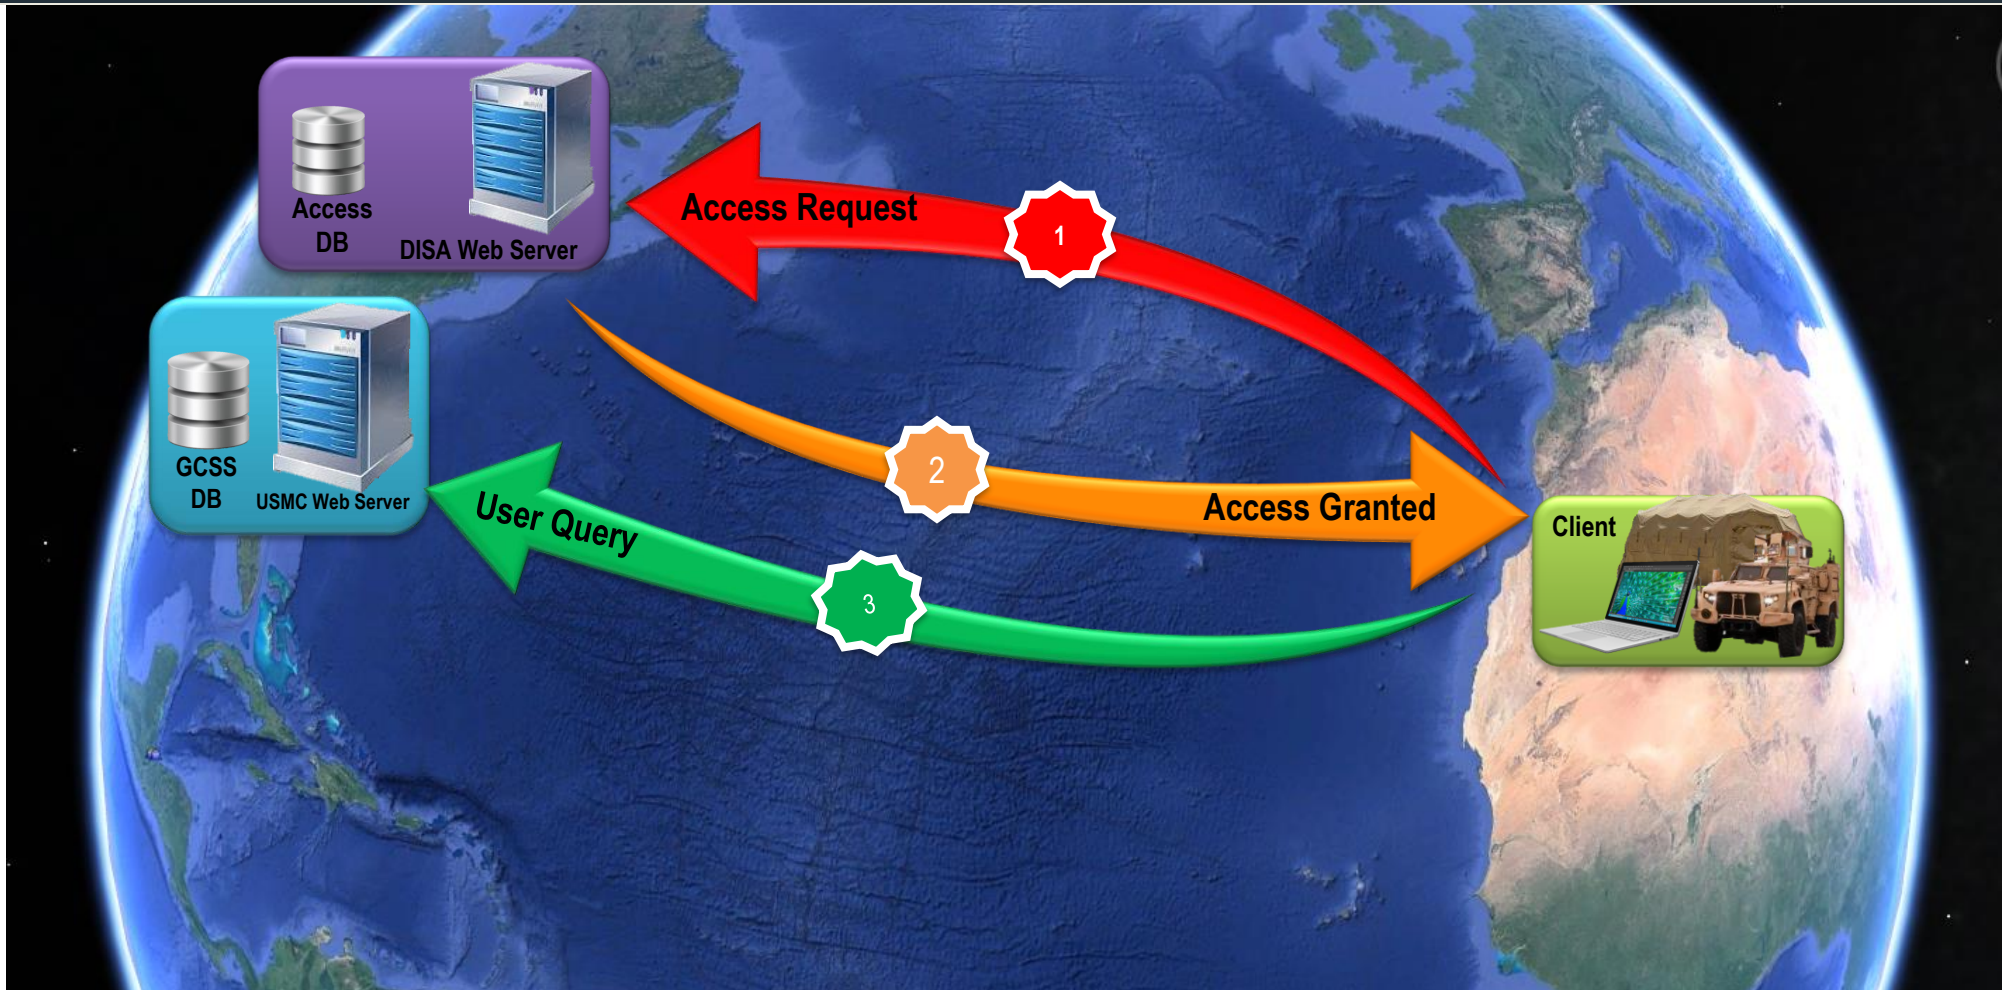 Access
DB
DISA Web Server
Access Request
1
GCSS
DB
USMC Web Server
2
Access Granted
User Query
3
Client